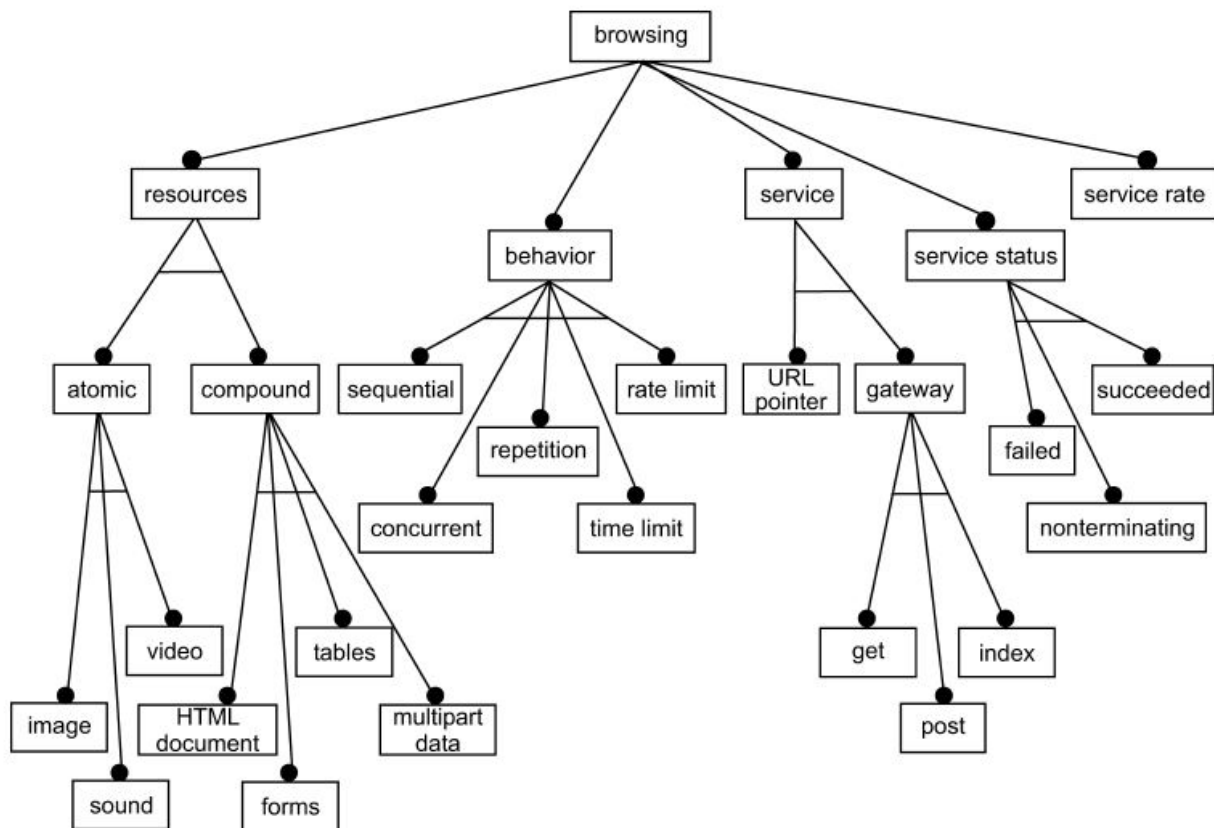 browsing
resources
service
service rate
behavior
service status
atomic
compound
sequential
rate limit
URL
pointer
gateway
succeeded
repetition
failed
concurrent
time limit
nonterminating
video
tables
get
index
image
HTML
document
multipart
data
post
sound
forms